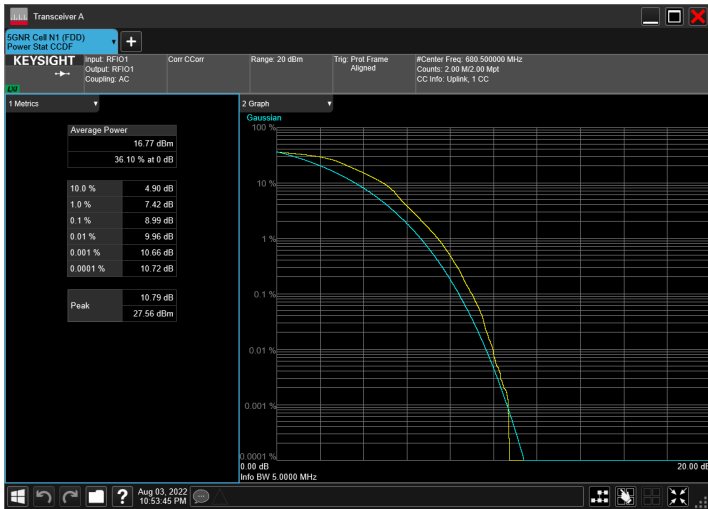 Transceiver A
5GNR Cell N1 (FDD)
Power Stat CCDF
KEYSIGHT
LXI
Input: RFIO1
Output: RFIO1
Coupling: AC
Corr CCorr
Range: 20 dBm
Trig: Prot Frame
Aligned
#Center Freq: 680.500000 MHz
Counts: 2.00 M/2.00 Mpt
CC Info: Uplink, 1 CC
1 Metrics
Average Power
16.77 dBm
36.10 % at 0 dB
10.0 % 4.90 dB
1.0 % 7.42 dB
0.1 % 8.99 dB
0.01 % 9.96 dB
0.001 % 10.66 dB
0.0001 % 10.72 dB
Peak
10.79 dB
27.56 dBm
2 Graph
Gaussian
100 %
10 %
1 %
0.1 %
0.01 %
0.001 %
0.0001 %
0.00 dB
20.00 dB
Info BW 5.0000 MHz
Aug 03, 2022
10:53:45 PM